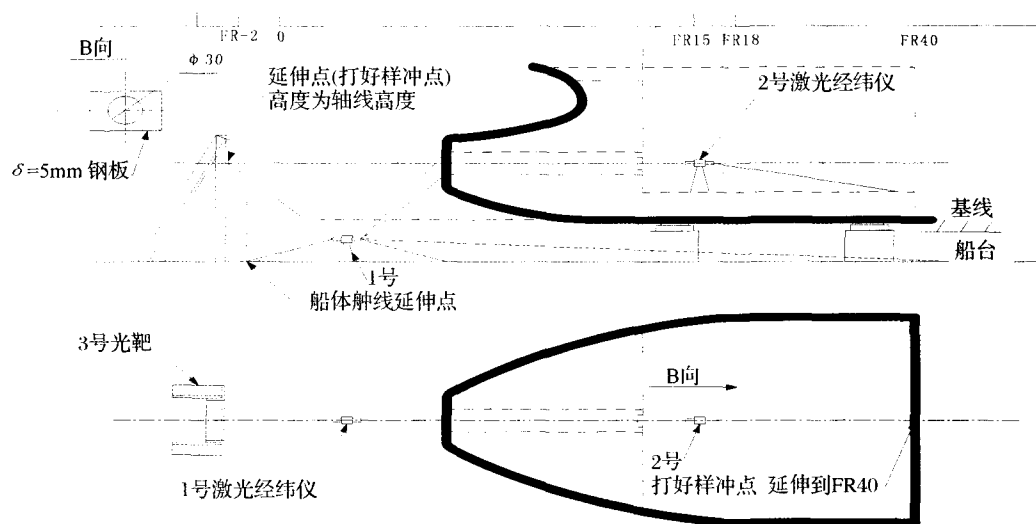 FR-2 0 FR15 FR18 FR40
B向
φ30
延伸点(打好样冲点)
高度为轴线高度
2号激光经纬仪
δ=5mm 钢板
基线
船台
1号
船体舯线延伸点
3号光靶
B向
2号
打好样冲点 延伸到FR40
1号激光经纬仪